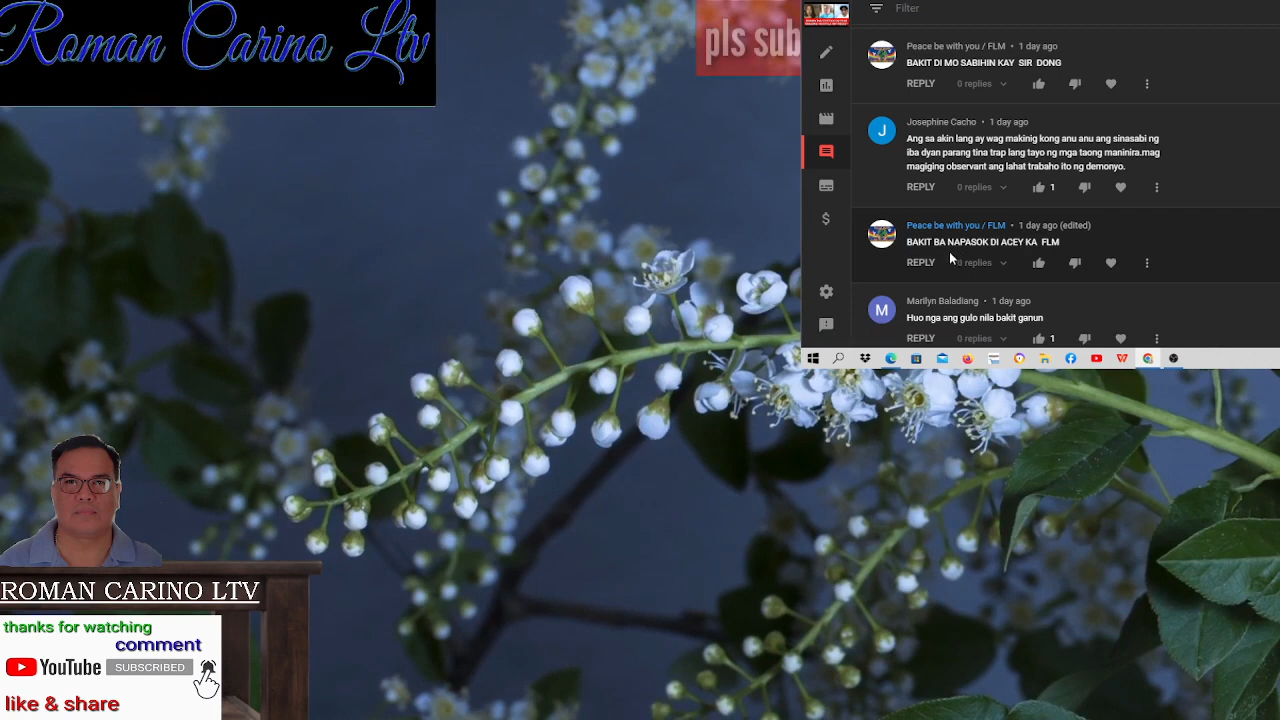 Roman Carino Ltv
pls sub
Filter
Peace be with you / FLM • 1 day ago
BAKIT DI MO SABIHIN KAY SIR DONG
REPLY 0 replies
Josephine Cacho • 1 day ago
Ang sa akin lang ay wag makinig kong anu anu ang sinasabi ng
iba dyan parang tina trap lang tayo ng mga taong maninira.mag
magiging observant ang lahat trabaho ito ng demonyo.
REPLY 0 replies 1
J
Peace be with you / FLM • 1 day ago (edited)
BAKIT BA NAPASOK DI ACEY KA FLM
REPLY 0 replies
Marilyn Baladiang • 1 day ago
M
Huo nga ang gulo nila bakit ganun
REPLY 0 replies 1
ROMAN CARINO LTV
thanks for watching
comment
YouTube SUBSCRIBED
like & share